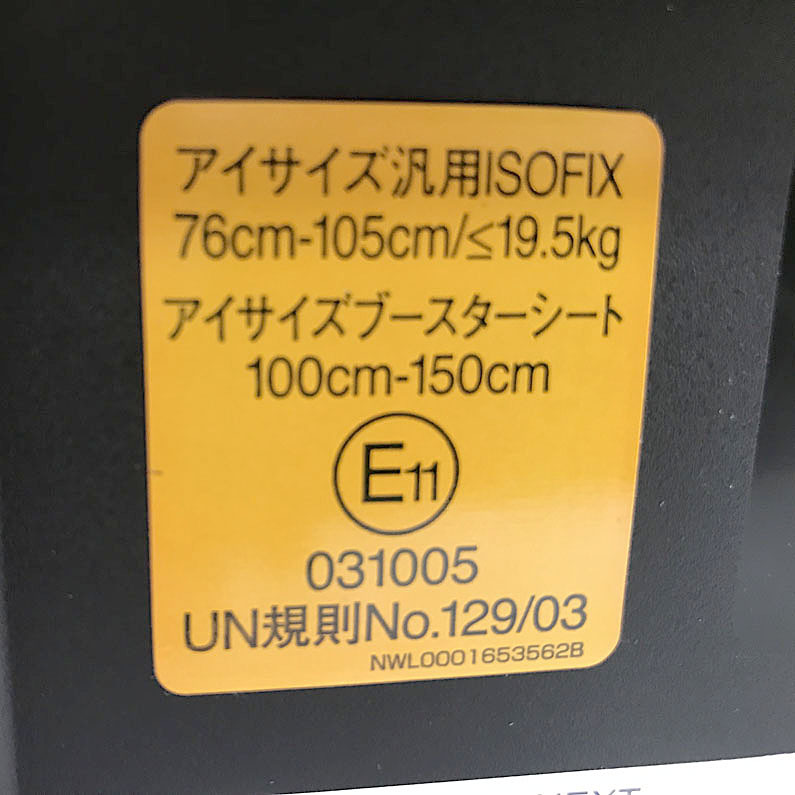 アイサイズ汎用ISOFIX
76cm-105cm/≤19.5kg
アイサイズブースターシート
100cm-150cm
E11
031005
UN規則No.129/03
NWL0001653562B
NEXT